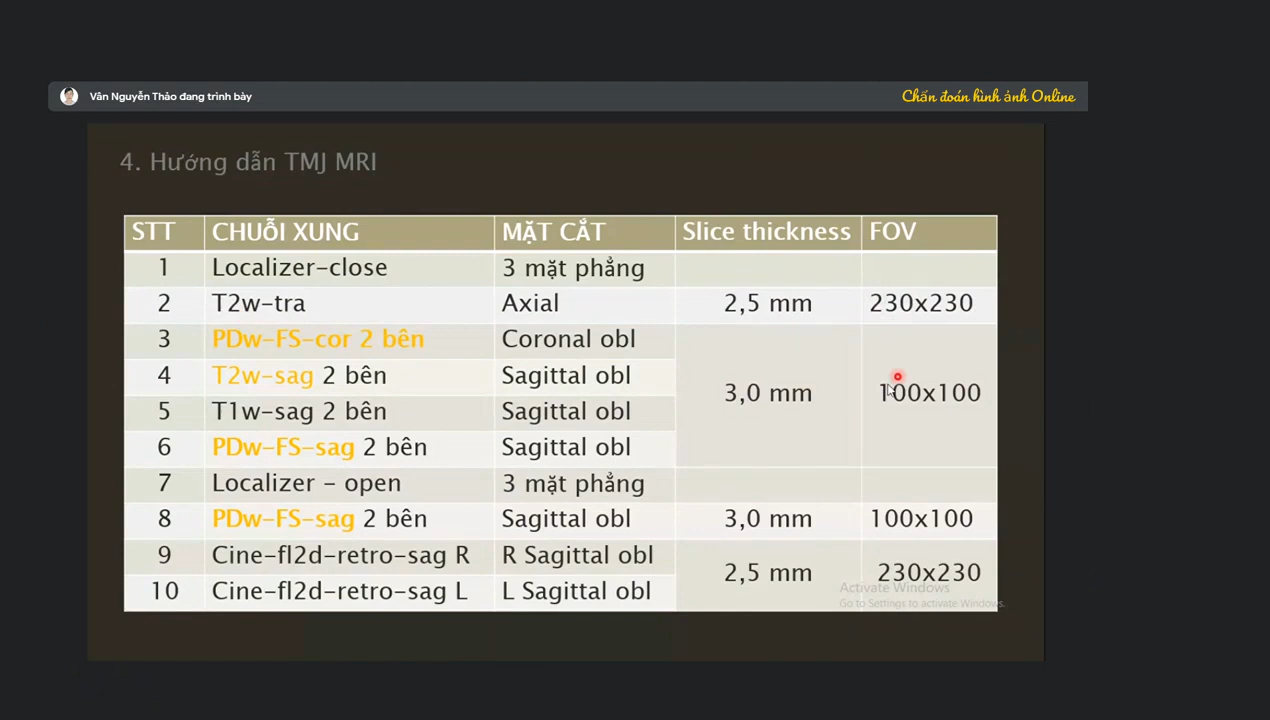 Vân Nguyễn Thảo đang trình bày
Chẩn đoán hình ảnh Online
4. Hướng dẫn TMJ MRI
STT CHUỖI XUNG MẶT CẮT Slice thickness FOV
1 Localizer-close 3 mặt phẳng
2 T2w-tra Axial 2,5 mm 230x230
3 PDw-FS-cor 2 bên Coronal obl
4 T2w-sag 2 bên Sagittal obl
3,0 mm 100x100
5 T1w-sag 2 bên Sagittal obl
6 PDw-FS-sag 2 bên Sagittal obl
7 Localizer - open 3 mặt phẳng
8 PDw-FS-sag 2 bên Sagittal obl 3,0 mm 100x100
9 Cine-fl2d-retro-sag R R Sagittal obl
2,5 mm 230x230
10 Cine-fl2d-retro-sag L L Sagittal obl
Activate Windows
Go to Settings to activate Windows.